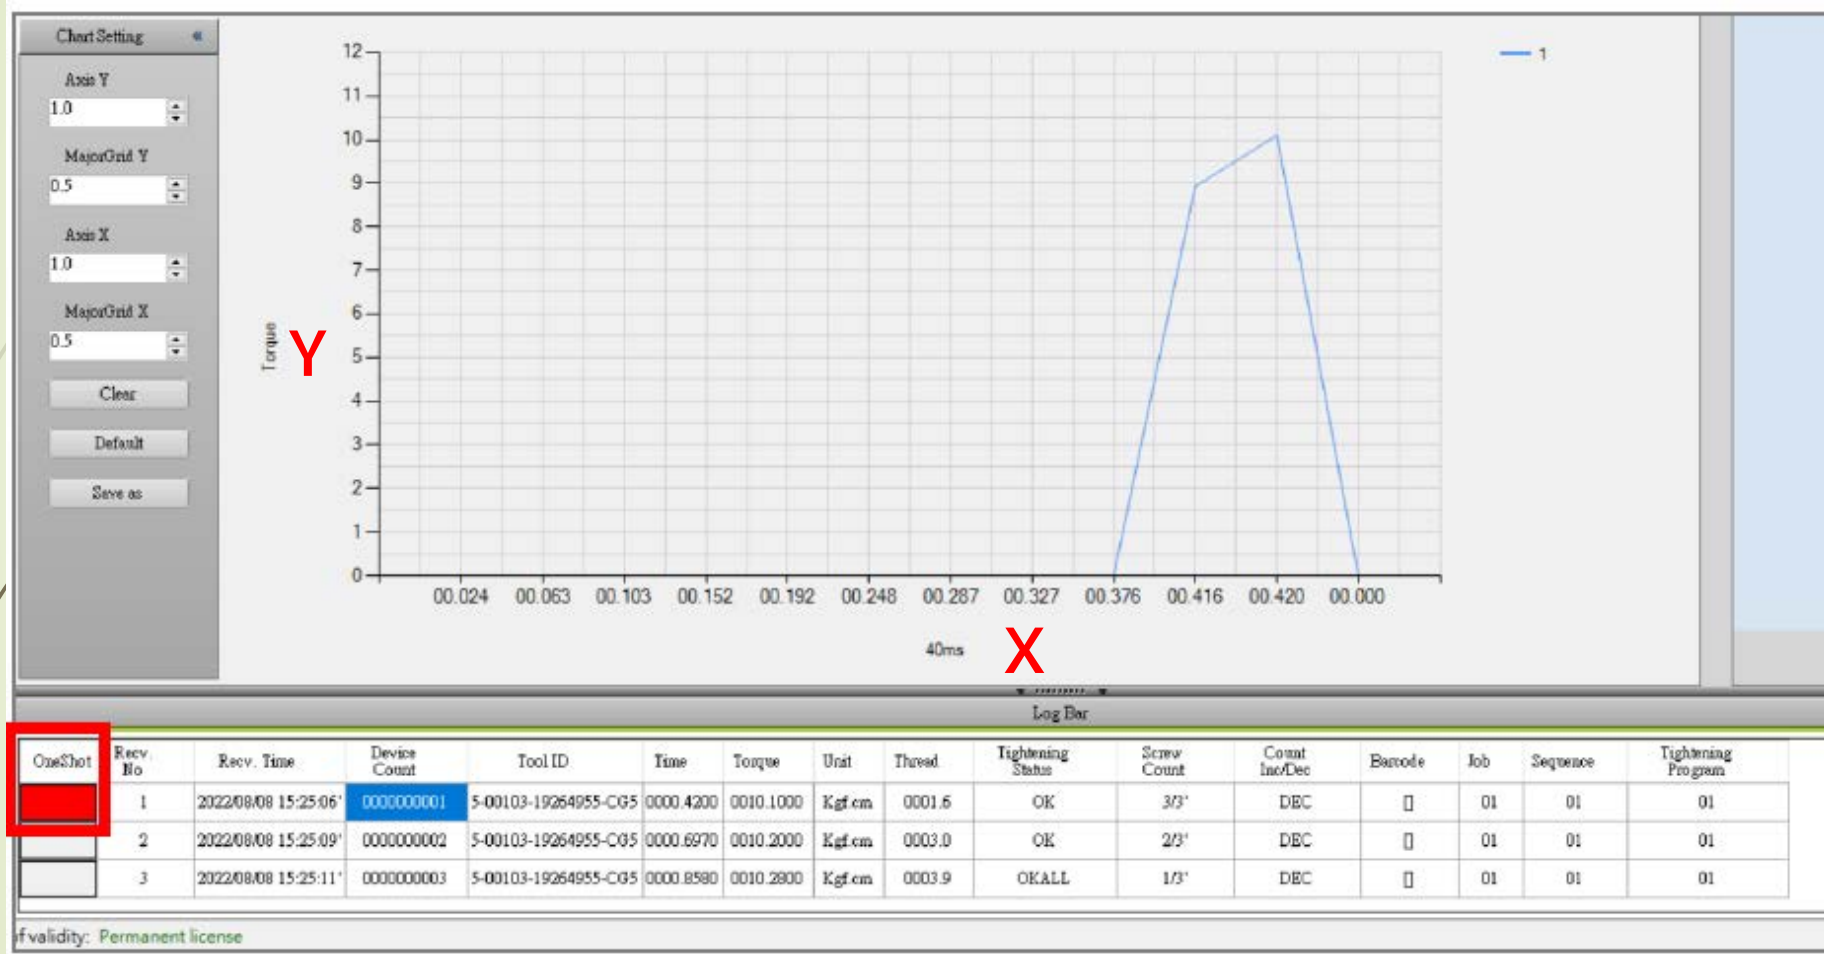 Chart Setting «
Axis Y
1.0
MajorGrid Y
0.5
Axis X
1.0
MajorGrid X
0.5
Clear
Default
Save as
12
11
10
9
8
7
6
5
4
3
2
1
0
Torque
Y
00.024 00.063 00.103 00.152 00.192 00.248 00.287 00.327 00.376 00.416 00.420 00.000
40ms
X
1
Log Bar
OneShot Recv. No Recv. Time Device Count Tool ID Time Torque Unit Thread Tightening Status Screw Count Count Inc/Dec Barcode Job Sequence Tightening Program
1 2022/08/08 15:25:06' 0000000001 5-00103-19264955-CG5 0000.4200 0010.1000 Kgf.cm 0001.6 OK 3/3' DEC 01 01 01
2 2022/08/08 15:25:09' 0000000002 5-00103-19264955-CG5 0000.6970 0010.2000 Kgf.cm 0003.0 OK 2/3' DEC 01 01 01
3 2022/08/08 15:25:11' 0000000003 5-00103-19264955-CG5 0000.8580 0010.2800 Kgf.cm 0003.9 OKALL 1/3' DEC 01 01 01
f validity: Permanent license